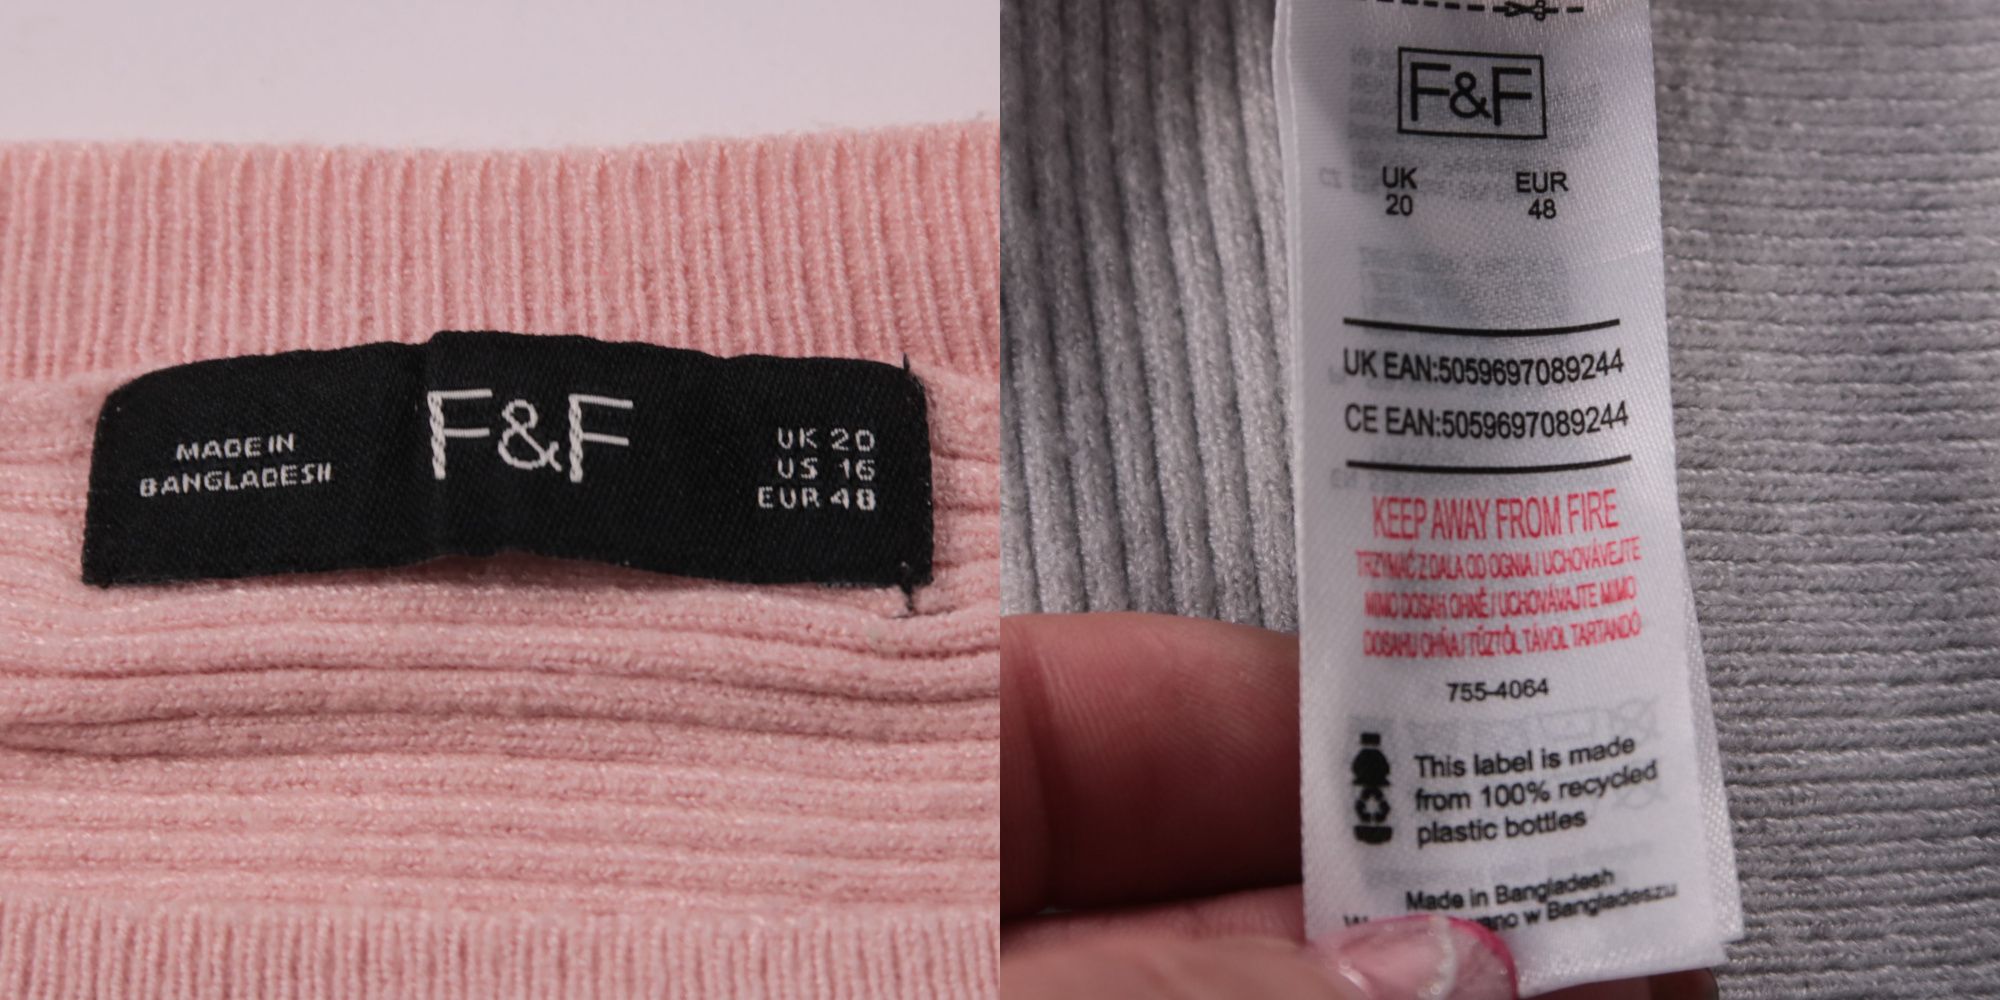 MADE IN
BANGLADESH
F&F
UK 20
US 16
EUR 48
F&F
UK
20
EUR
48
UK EAN:5059697089244
CE EAN:5059697089244
KEEP AWAY FROM FIRE
TRZYMAĆ Z DALA OD OGNIA / UCHOVÁVEJTE
MIMO DOSAH OHNĚ / UCHOVÁVAJTE MIMO
DOSAHU OHŇA / TŰZTŐL TÁVOL TARTANDÓ
755-4064
This label is made
from 100% recycled
plastic bottles
Made in Bangladesh
w Bangladeszu